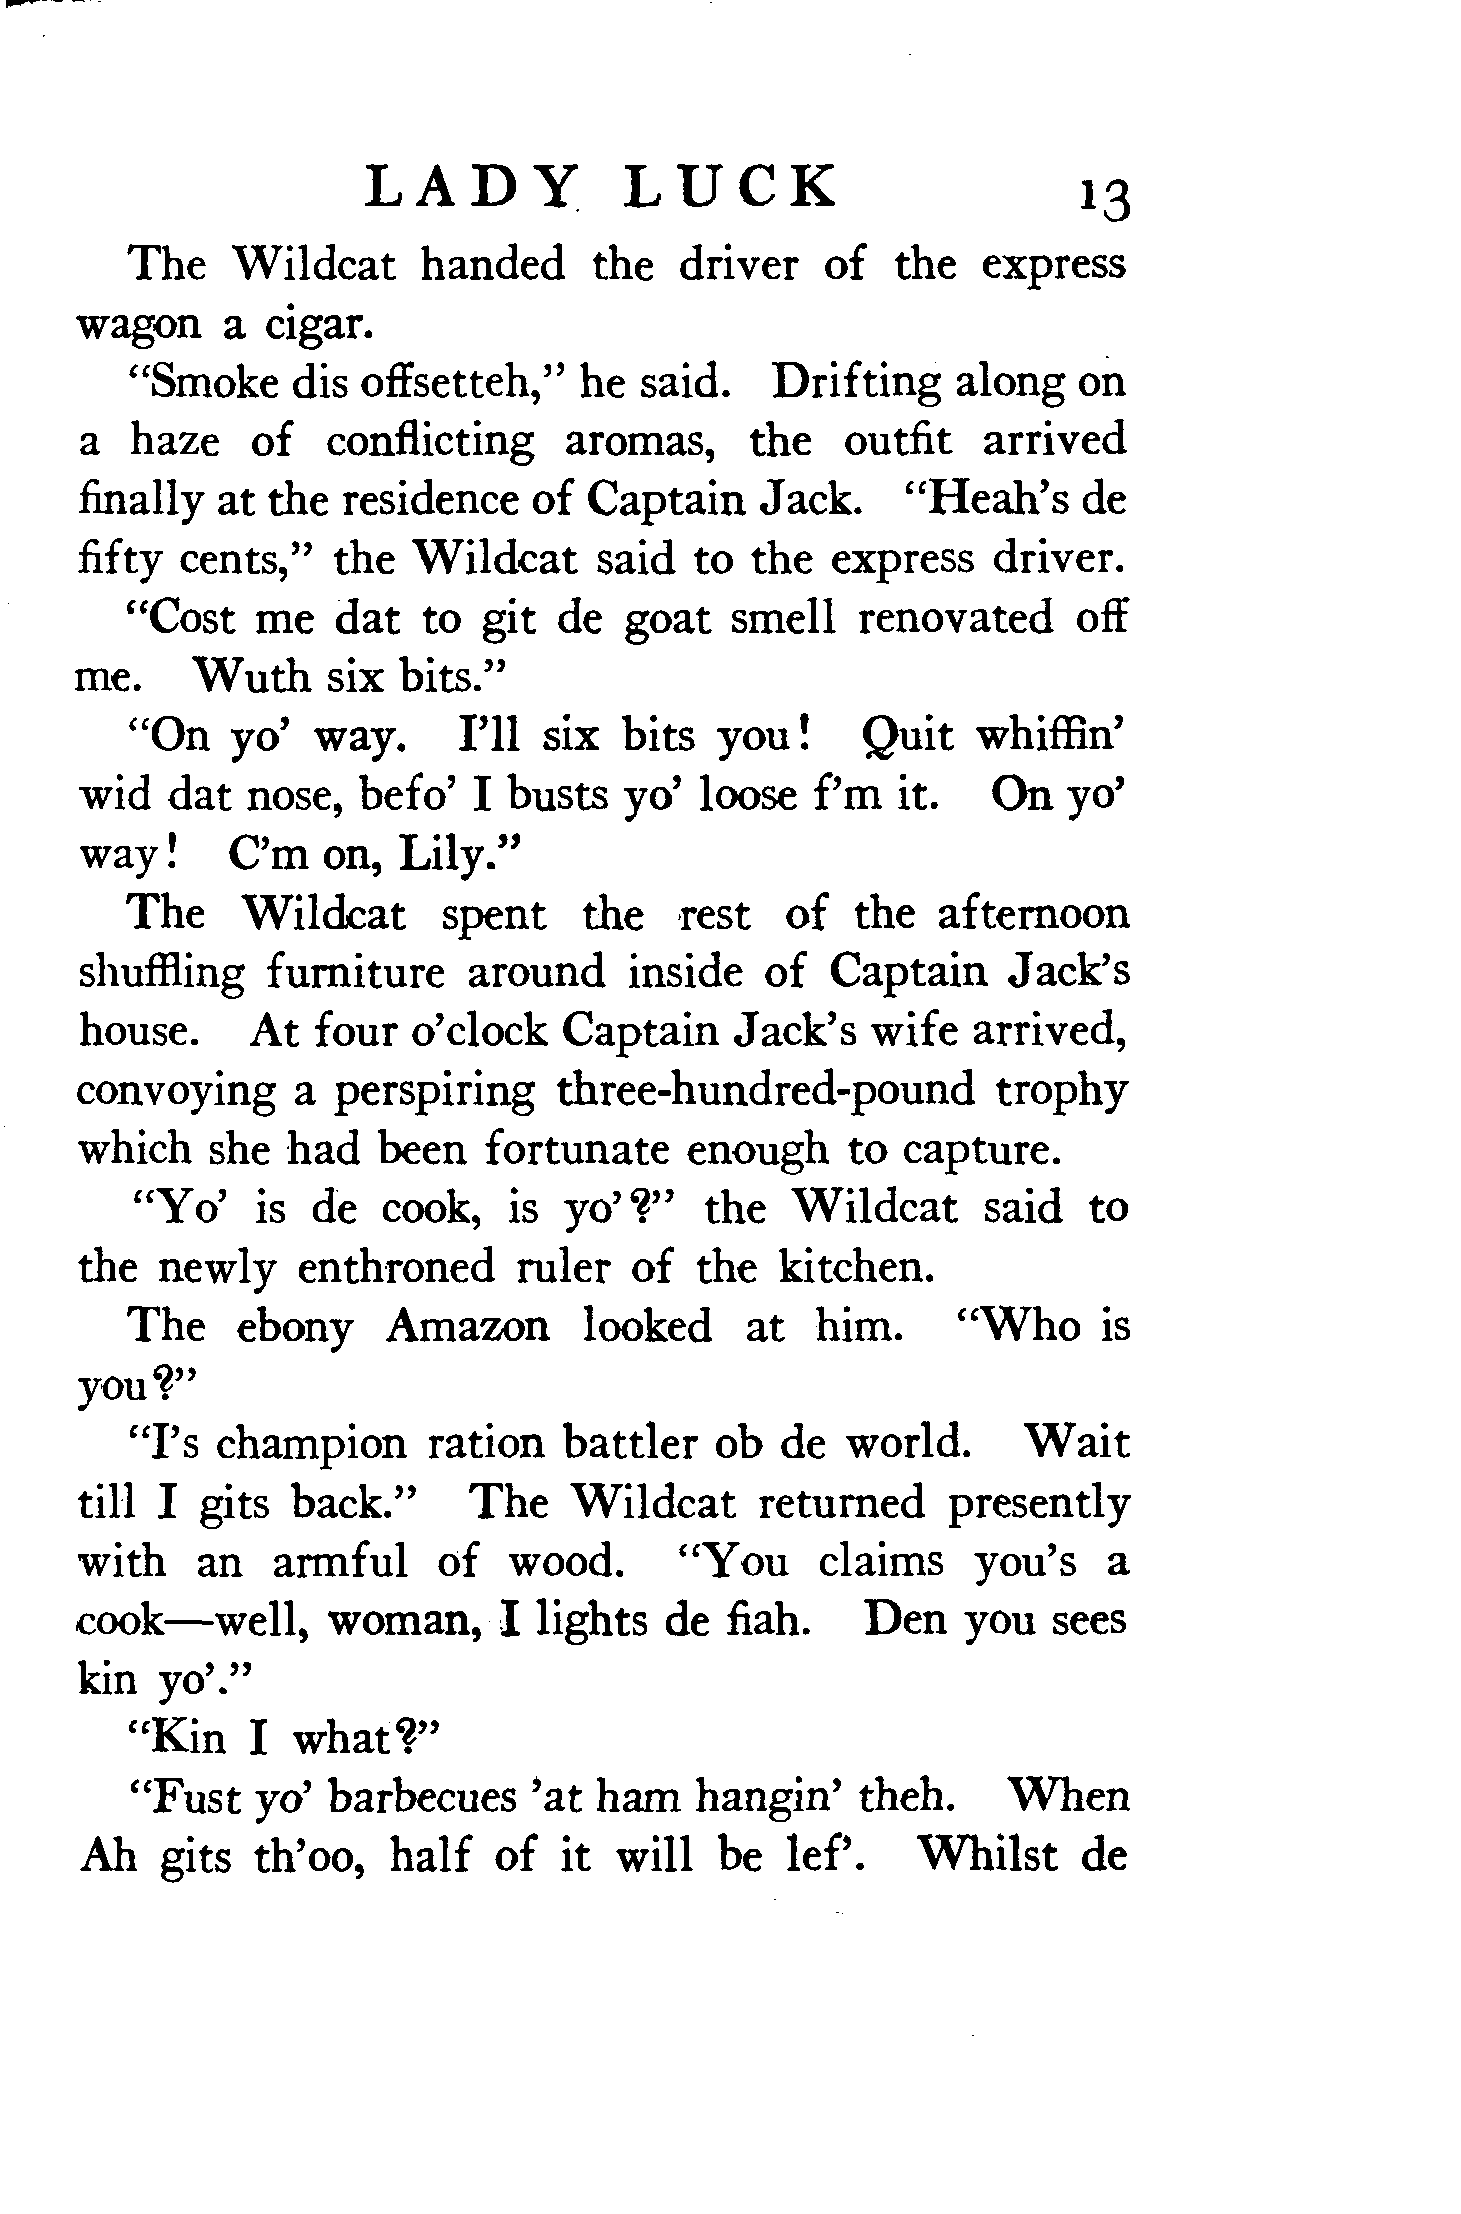 LADY LUCK 13
The Wildcat handed the driver of the express
wagon a cigar.
“Smoke dis offsetteh,” he said. Drifting along on
a haze of conflicting aromas, the outfit arrived
finally at the residence of Captain Jack. “Heah’s de
fifty cents,” the Wildcat said to the express driver.
“Cost me dat to git de goat smell renovated off
me. Wuth six bits.”
“On yo’ way. I’ll six bits you! Quit whiffin’
wid dat nose, befo’ I busts yo’ loose f’m it. On yo’
way! C’m on, Lily.”
The Wildcat spent the rest of the afternoon
shuffling furniture around inside of Captain Jack’s
house. At four o’clock Captain Jack’s wife arrived,
convoying a perspiring three-hundred-pound trophy
which she had been fortunate enough to capture.
“Yo’ is de cook, is yo’?” the Wildcat said to
the newly enthroned ruler of the kitchen.
The ebony Amazon looked at him. “Who is
you?”
“I’s champion ration battler ob de world. Wait
till I gits back.” The Wildcat returned presently
with an armful of wood. “You claims you’s a
cook—well, woman, I lights de fiah. Den you sees
kin yo’.”
“Kin I what?”
“Fust yo’ barbecues ’at ham hangin’ theh. When
Ah gits th’oo, half of it will be lef’. Whilst de